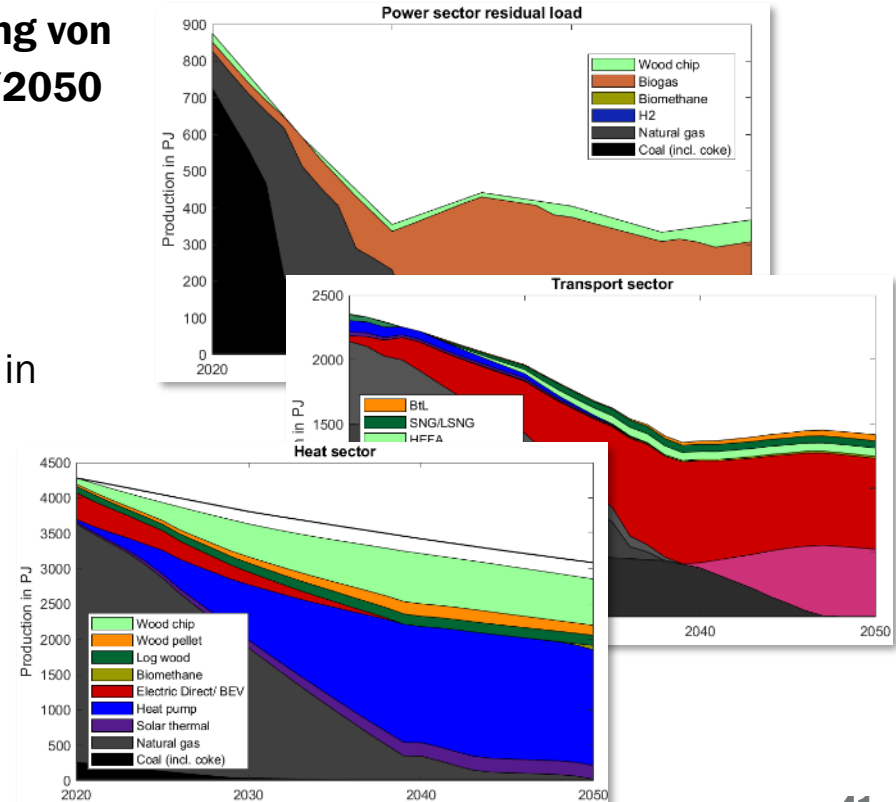 ng von
/2050
in
Power sector residual load
Production in PJ
900
800
700
600
500
400
300
200
100
0
2020
Wood chip
Biogas
Biomethane
H2
Natural gas
Coal (incl. coke)
Transport sector
n in PJ
2500
2000
1500
BtL
SNG/LSNG
HEFA
2040
2050
Heat sector
Production in PJ
4500
4000
3500
3000
2500
2000
1500
1000
500
0
Wood chip
Wood pellet
Log wood
Biomethane
Electric Direct/ BEV
Heat pump
Solar thermal
Natural gas
Coal (incl. coke)
2020
2030
2040
2050